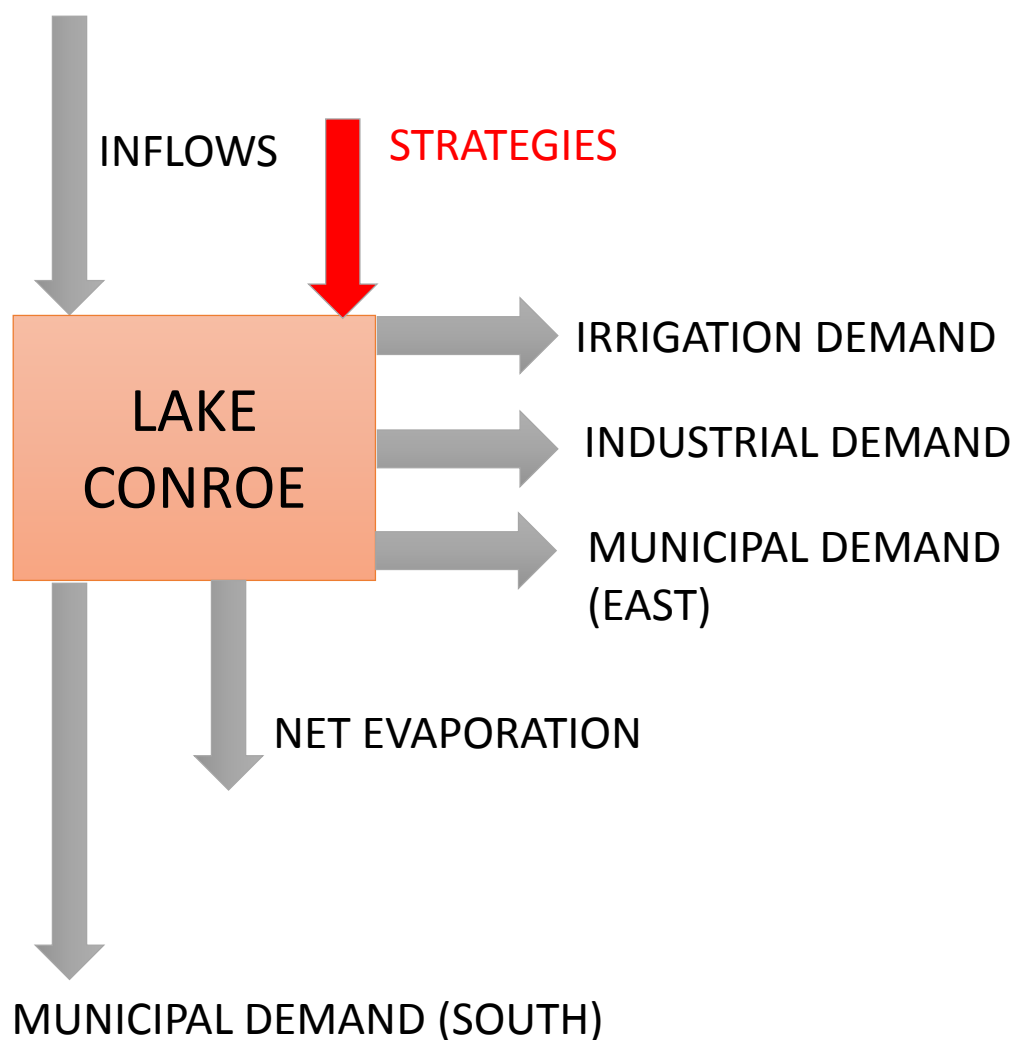 INFLOWS
STRATEGIES
LAKE
CONROE
IRRIGATION DEMAND
INDUSTRIAL DEMAND
MUNICIPAL DEMAND
(EAST)
NET EVAPORATION
MUNICIPAL DEMAND (SOUTH)